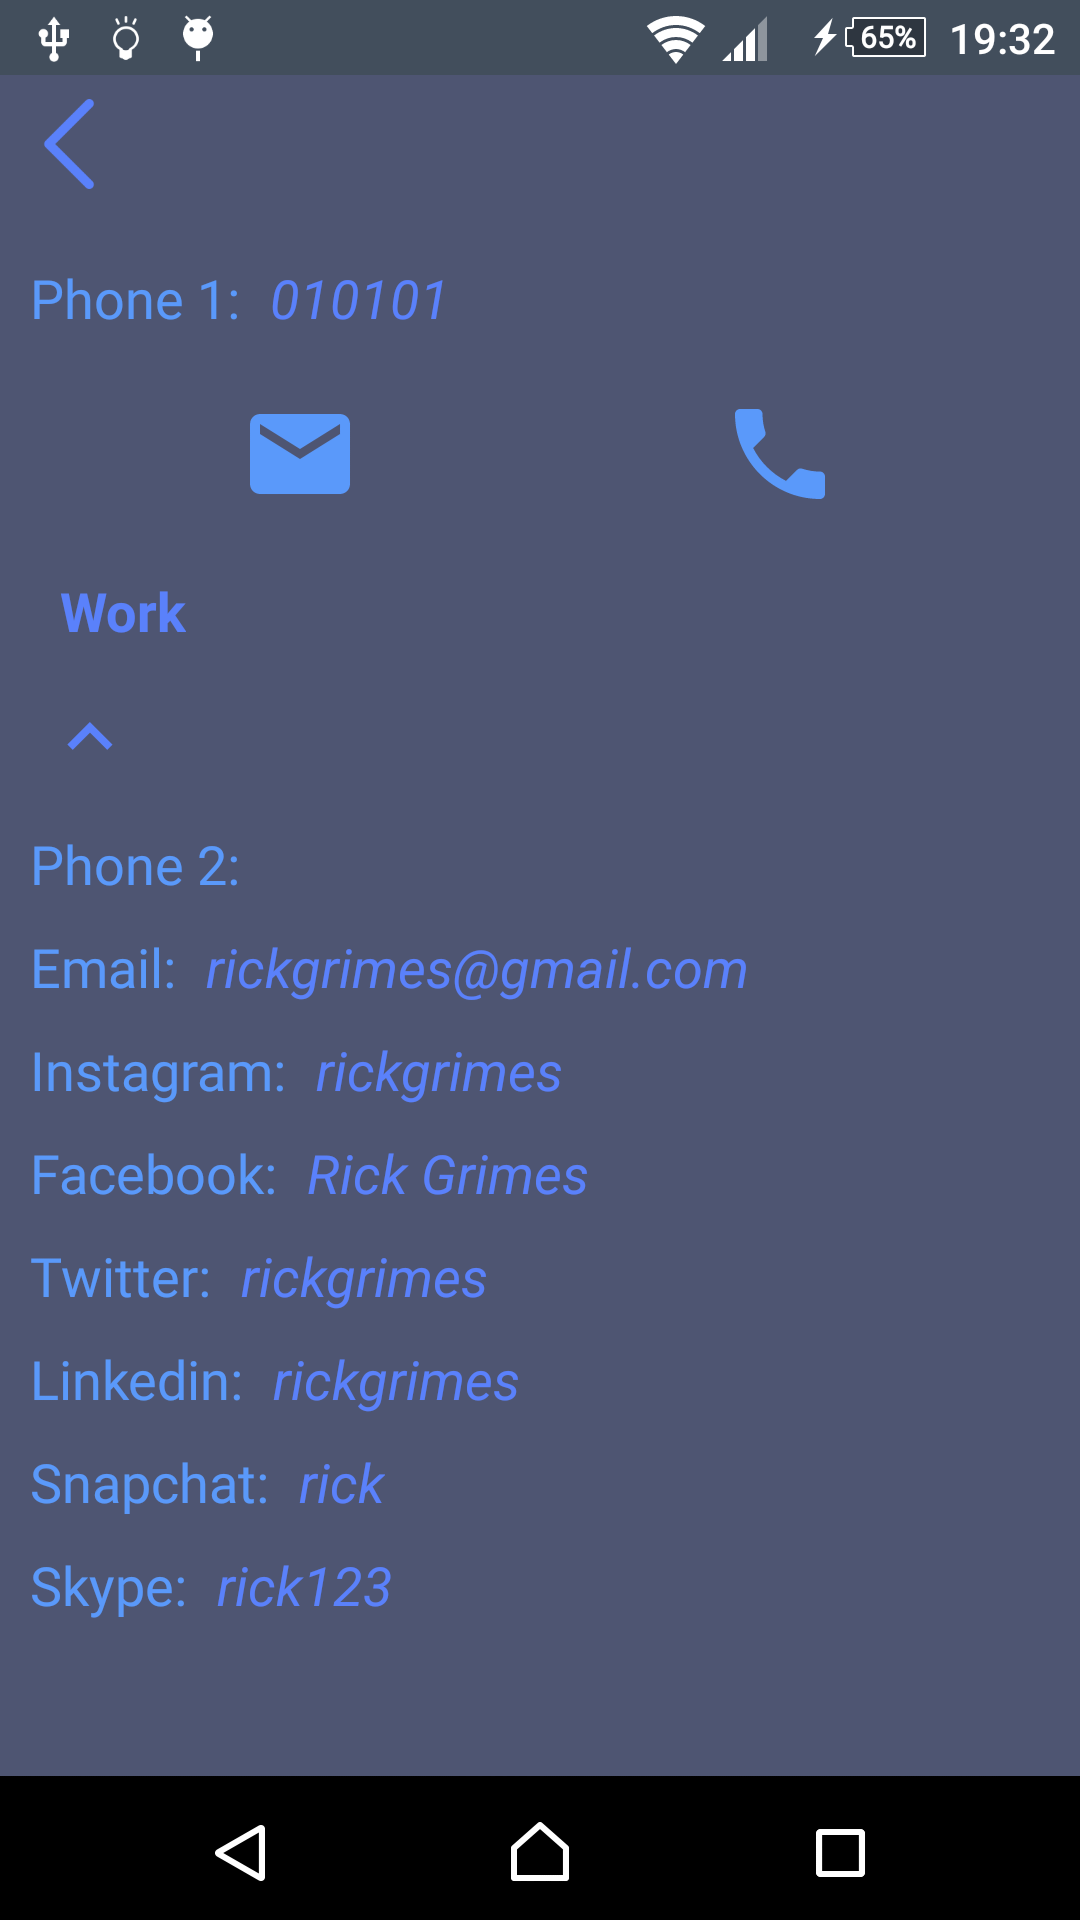 65% 19:32
Phone 1: 010101
Work
Phone 2:
Email: rickgrimes@gmail.com
Instagram: rickgrimes
Facebook: Rick Grimes
Twitter: rickgrimes
Linkedin: rickgrimes
Snapchat: rick
Skype: rick123